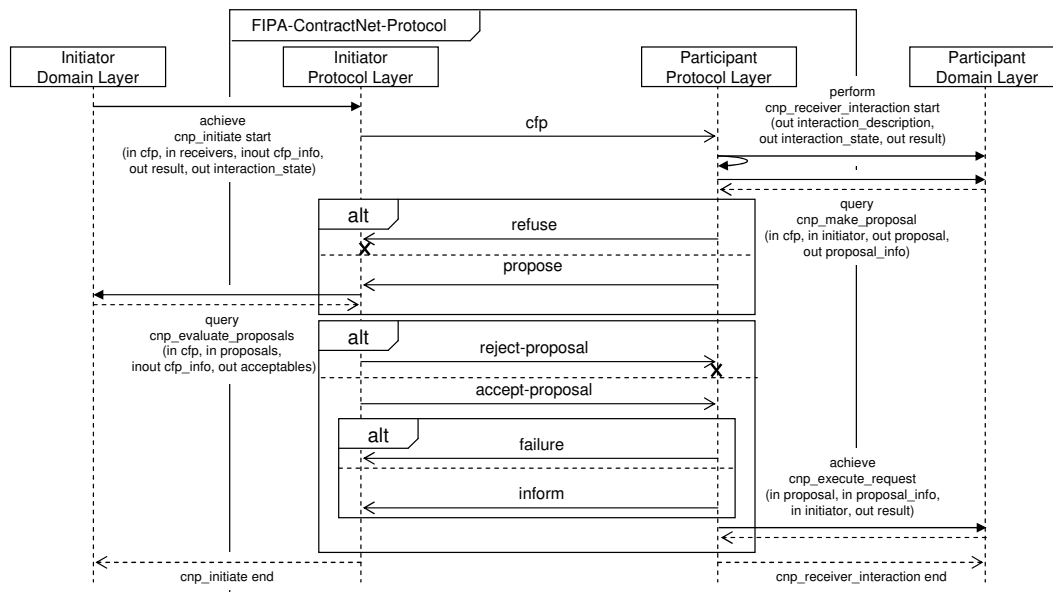 FIPA-ContractNet-Protocol
Initiator
Domain Layer
Initiator
Protocol Layer
Participant
Protocol Layer
Participant
Domain Layer
achieve
cnp_initiate start
(in cfp, in receivers, inout cfp_info,
out result, out interaction_state)
cfp
perform
cnp_receiver_interaction start
(out interaction_description,
out interaction_state, out result)
query
cnp_make_proposal
(in cfp, in initiator, out proposal,
out proposal_info)
alt
refuse
propose
query
cnp_evaluate_proposals
(in cfp, in proposals,
inout cfp_info, out acceptables)
alt
reject-proposal
accept-proposal
alt
failure
inform
achieve
cnp_execute_request
(in proposal, in proposal_info,
in initiator, out result)
cnp_initiate end
cnp_receiver_interaction end